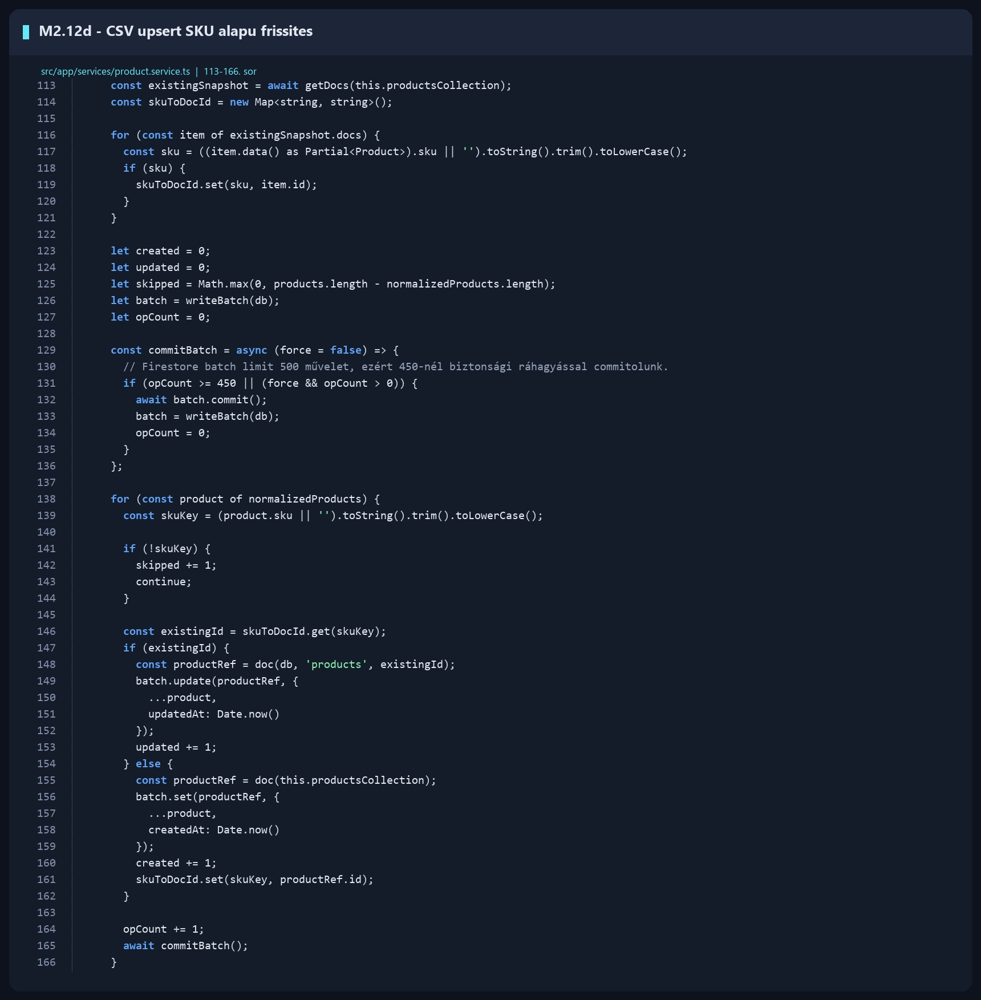 M2.12d - CSV upsert SKU alapu frissites
src/app/services/product.service.ts | 113-166. sor
113 const existingSnapshot = await getDocs(this.productsCollection);
114 const skuToDocId = new Map<string, string>();
115
116 for (const item of existingSnapshot.docs) {
117 const sku = ((item.data() as Partial<Product>).sku || '').toString().trim().toLowerCase();
118 if (sku) {
119 skuToDocId.set(sku, item.id);
120 }
121 }
122
123 let created = 0;
124 let updated = 0;
125 let skipped = Math.max(0, products.length - normalizedProducts.length);
126 let batch = writeBatch(db);
127 let opCount = 0;
128
129 const commitBatch = async (force = false) => {
130 // Firestore batch limit 500 művelet, ezért 450-nél biztonsági ráhagyással commitolunk.
131 if (opCount >= 450 || (force && opCount > 0)) {
132 await batch.commit();
133 batch = writeBatch(db);
134 opCount = 0;
135 }
136 };
137
138 for (const product of normalizedProducts) {
139 const skuKey = (product.sku || '').toString().trim().toLowerCase();
140
141 if (!skuKey) {
142 skipped += 1;
143 continue;
144 }
145
146 const existingId = skuToDocId.get(skuKey);
147 if (existingId) {
148 const productRef = doc(db, 'products', existingId);
149 batch.update(productRef, {
150 ...product,
151 updatedAt: Date.now()
152 });
153 updated += 1;
154 } else {
155 const productRef = doc(this.productsCollection);
156 batch.set(productRef, {
157 ...product,
158 createdAt: Date.now()
159 });
160 created += 1;
161 skuToDocId.set(skuKey, productRef.id);
162 }
163
164 opCount += 1;
165 await commitBatch();
166 }